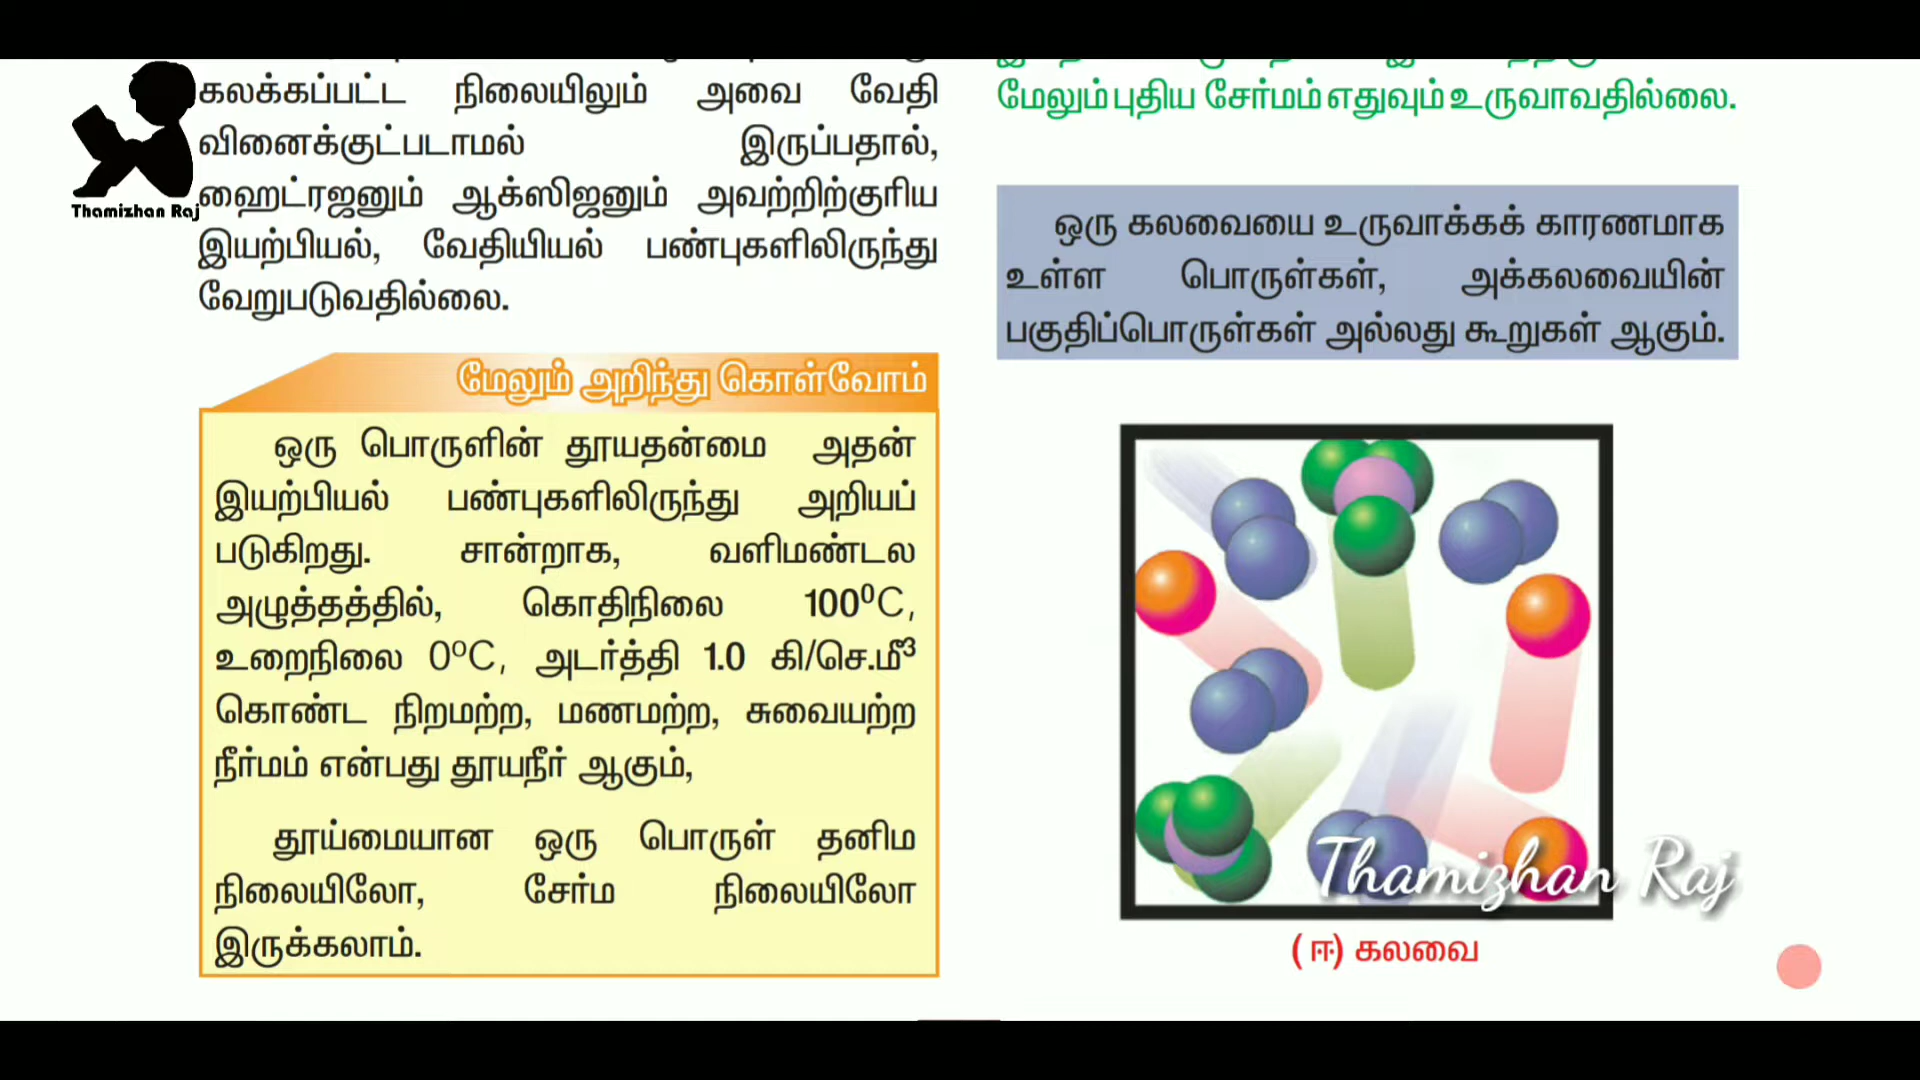 கலக்கப்பட்ட நிலையிலும் அவை வேதி
வினைக்குட்படாமல் இருப்பதால்,
ஹைட்ரஜனும் ஆக்ஸிஜனும் அவற்றிற்குரிய
இயற்பியல், வேதியியல் பண்புகளிலிருந்து
வேறுபடுவதில்லை.
Thamizhan Raj
மேலும் அறிந்து கொள்வோம்
ஒரு பொருளின் தூயதன்மை அதன்
இயற்பியல் பண்புகளிலிருந்து அறியப்
படுகிறது. சான்றாக, வளிமண்டல
அழுத்தத்தில், கொதிநிலை 100⁰C,
உறைநிலை 0⁰C, அடர்த்தி 1.0 கி/செ.மீ³
கொண்ட நிறமற்ற, மணமற்ற, சுவையற்ற
நீர்மம் என்பது தூயநீர் ஆகும்,
தூய்மையான ஒரு பொருள் தனிம
நிலையிலோ, சேர்ம நிலையிலோ
இருக்கலாம்.
மேலும் புதிய சேர்மம் எதுவும் உருவாவதில்லை.
ஒரு கலவையை உருவாக்கக் காரணமாக
உள்ள பொருள்கள், அக்கலவையின்
பகுதிப்பொருள்கள் அல்லது கூறுகள் ஆகும்.
Thamizhan Raj
(ஈ) கலவை